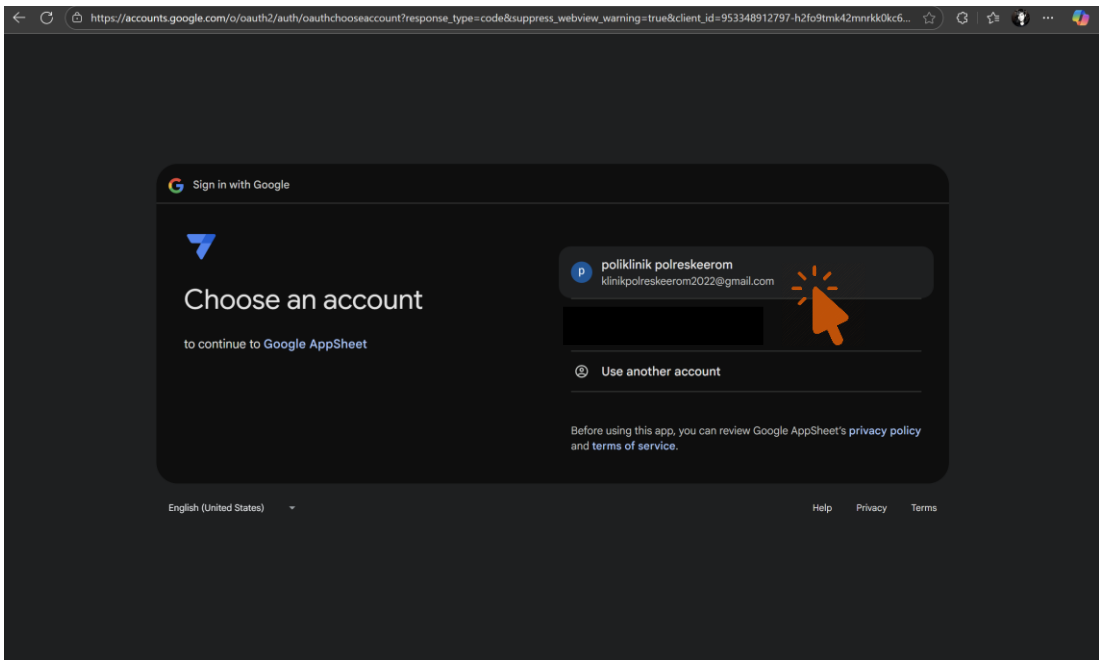 https://accounts.google.com/o/oauth2/auth/oauthchooseaccount?response_type=code&suppress_webview_warning=true&client_id=953348912797-h2fo9tmk42mnrkk0kc6...
Sign in with Google
Choose an account
to continue to Google AppSheet
p
poliklinik polreskeerom
klinikpolreskeerom2022@gmail.com
Use another account
Before using this app, you can review Google AppSheet's privacy policy
and terms of service.
English (United States)
Help Privacy Terms